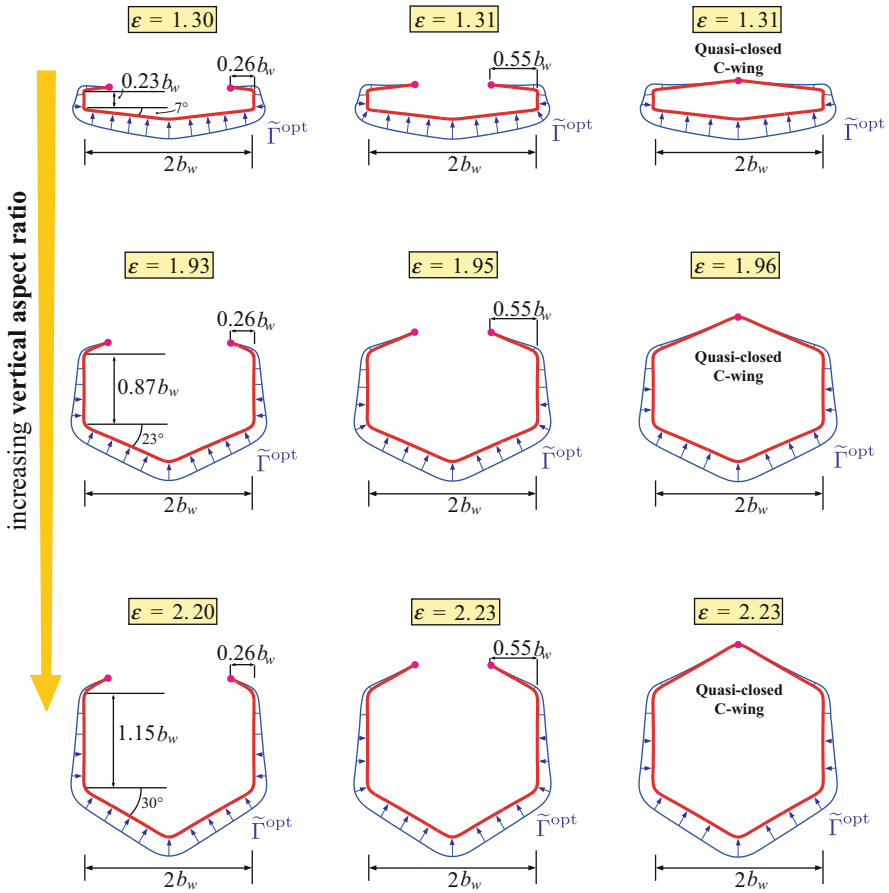 ε = 1.30
ε = 1.31
ε = 1.31
0.23b_w
0.26b_w
7°
Γ̃^opt
2b_w
0.55b_w
Γ̃^opt
2b_w
Quasi-closed
C-wing
Γ̃^opt
2b_w
increasing vertical aspect ratio
ε = 1.93
ε = 1.95
ε = 1.96
0.26b_w
0.87b_w
23°
Γ̃^opt
2b_w
0.55b_w
Γ̃^opt
2b_w
Quasi-closed
C-wing
Γ̃^opt
2b_w
ε = 2.20
ε = 2.23
ε = 2.23
0.26b_w
1.15b_w
30°
Γ̃^opt
2b_w
0.55b_w
Γ̃^opt
2b_w
Quasi-closed
C-wing
Γ̃^opt
2b_w